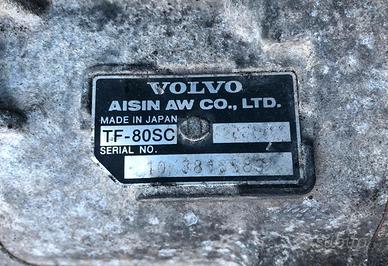 VOLVO
AISIN AW CO., LTD.
MADE IN JAPAN
TF-80SC
SERIAL NO.